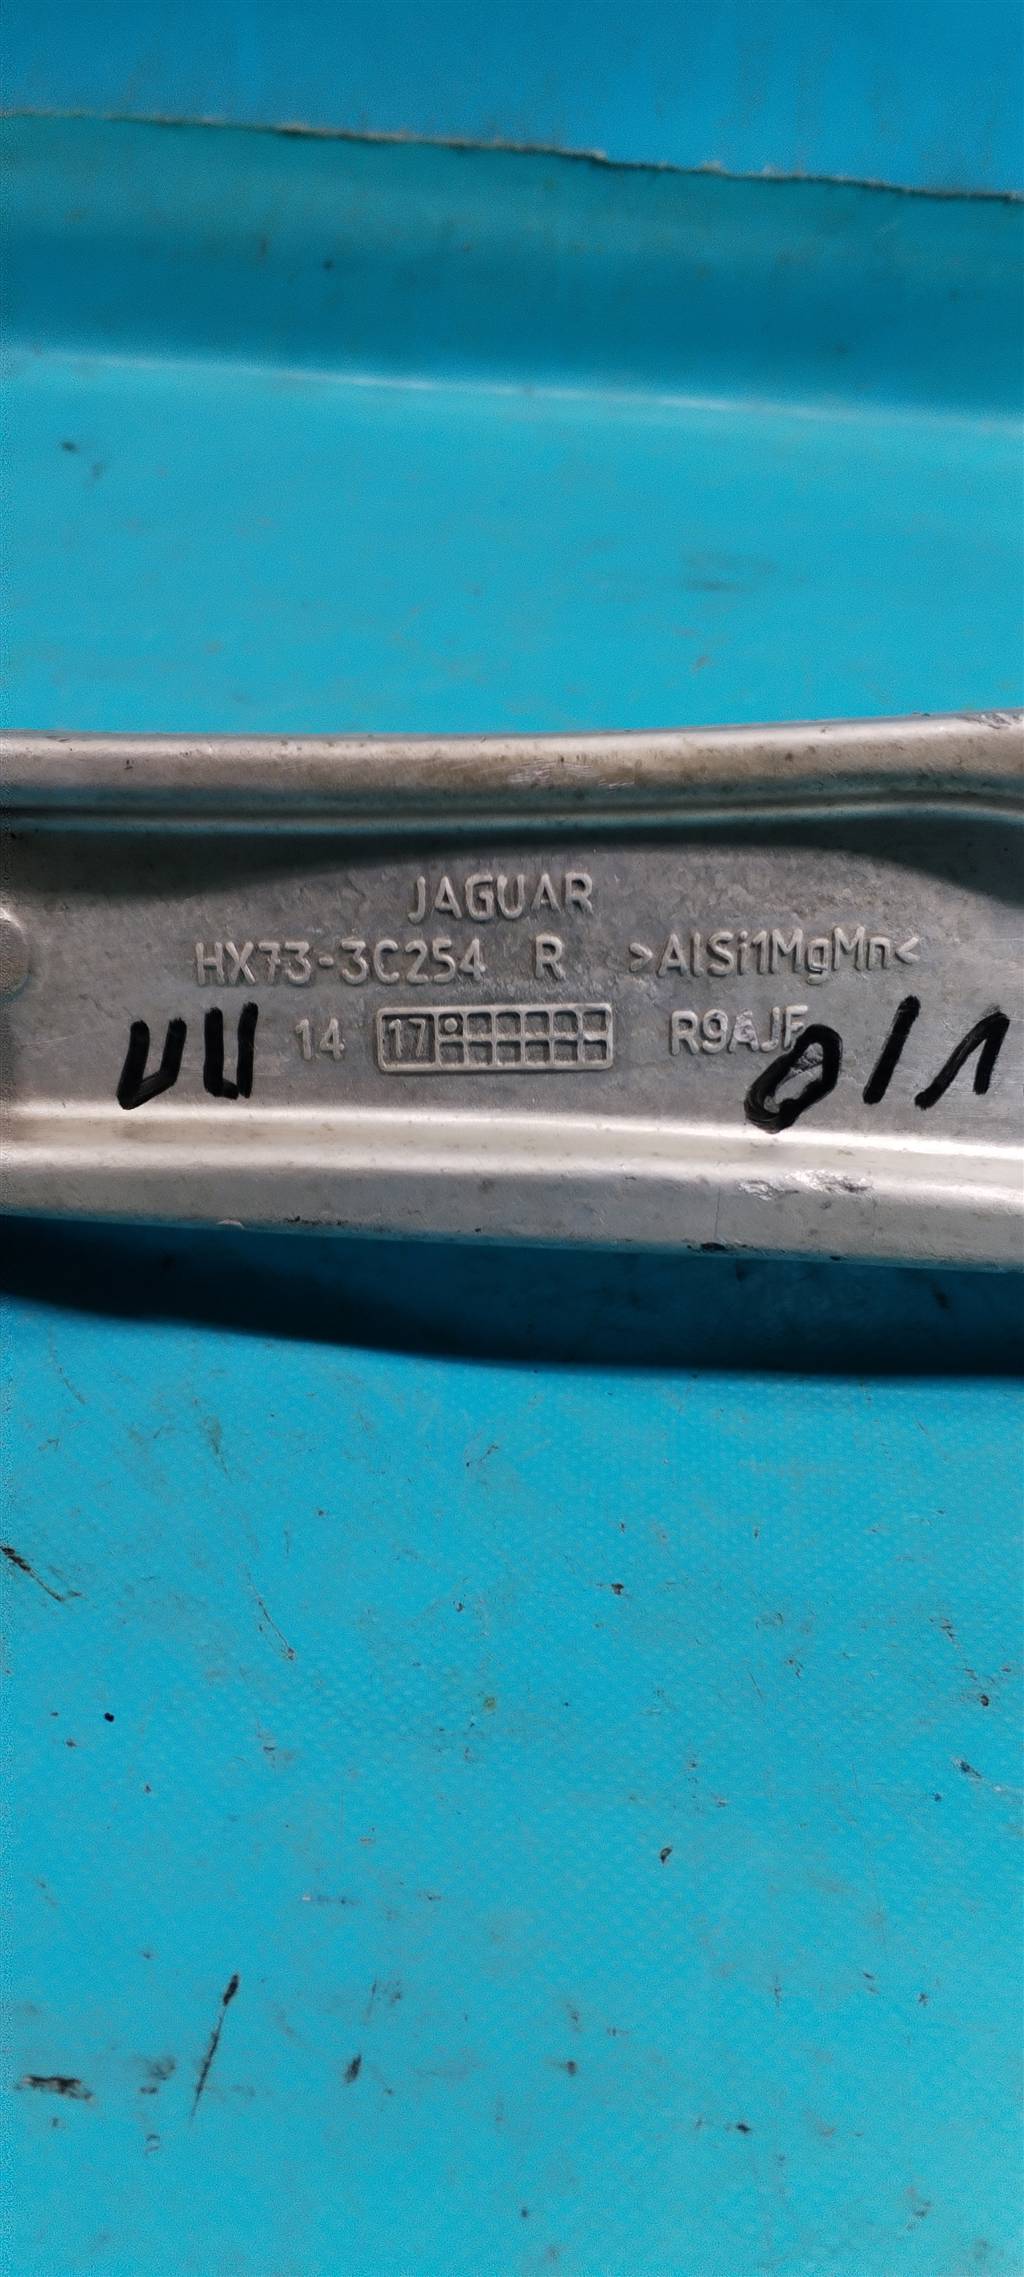 JAGUAR
HX73-3C254 R >AlSi1MgMn<
14 17 R9AJF